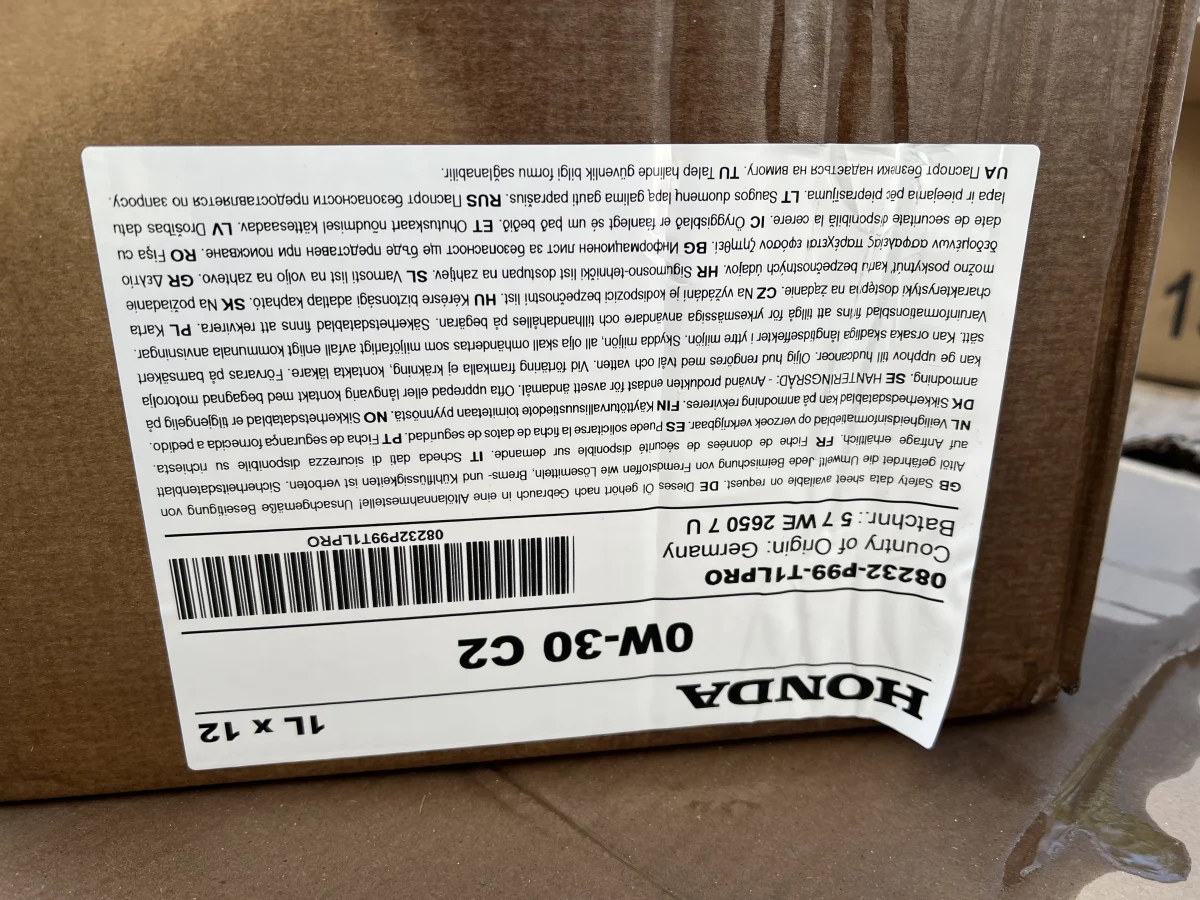 HONDA
1L x 12
0W-30 C2
08232-P99-T1LPRO
Country of Origin: Germany
Batchnr.: 5 7 WE 2650 7 U
08232P99T1LPRO
GB Safety data sheet available on request. DE Dieses Öl gehört nach Gebrauch in eine Altölannahmestelle! Unsachgemäße Beseitigung von
Altöl gefährdet die Umwelt! Jede Beimischung von Fremdstoffen wie Lösemitteln, Brems- und Kühlflüssigkeiten ist verboten. Sicherheitsdatenblatt
auf Anfrage erhältlich. FR Fiche de données de sécurité disponible sur demande. IT Scheda dati di sicurezza disponibile su richiesta.
NL Veiligheidsinformatieblad op verzoek verkrijgbaar. ES Puede solicitarse la ficha de datos de seguridad. PT Ficha de segurança fornecida a pedido.
DK Sikkerhedsdatablad kan på anmodning rekvireres. FIN Käyttöturvallisuustiedote toimitetaan pyynnöstä. NO Sikkerhetsdatablad er tilgjengelig på
anmodning. SE HANTERINGSRÅD: - Använd produkten endast för avsett ändamål. Ofta upprepad eller långvarig kontakt med begagnad motorolja
kan ge upphov till hudcancer. Oljig hud rengöres med tvål och vatten. Vid förtäring framkalla ej kräkning, kontakta läkare. Förvaras på barnsäkert
sätt. Kan orsaka skadliga långtidseffekter i yttre miljön. Skydda miljön, all olja skall omhändertas som miljöfarligt avfall enligt kommunala anvisningar.
Varuinformationsblad finns att tillgå för yrkesmässiga användare och tillhandahålles på begäran. Säkerhetsdatablad finns att rekvirera. PL Karta
charakterystyki dostępna na żądanie. CZ Na vyžádání je kodispozici bezpečnostní list. HU Kérésre biztonsági adatlap kapható. SK Na požiadanie
možno poskytnúť kartu bezpečnostných údajov. HR Sigurnosno-tehnički list dostupan na zahtjev. SL Varnosti list na voljo na zahtevo. GR Δελτίο
δεδομένων ασφαλείας παρέχεται εφόσον ζητηθεί. BG Информационен лист за безопасност ще бъде представен при поискване. RO Fişa cu
date de securitate disponibilă la cerere. IC Öryggisblað er fáanlegt sé um það beðið. ET Ohutuskaart nõudmisel kättesaadav. LV Drošības datu
lapa ir pieejama pēc pieprasījuma. LT Saugos duomenų lapą galima gauti paprašius. RUS Паспорт безопасности предоставляется по запросу.
UA Паспорт безпеки надається на вимогу. TU Talep halinde güvenlik bilgi formu sağlanabilir.